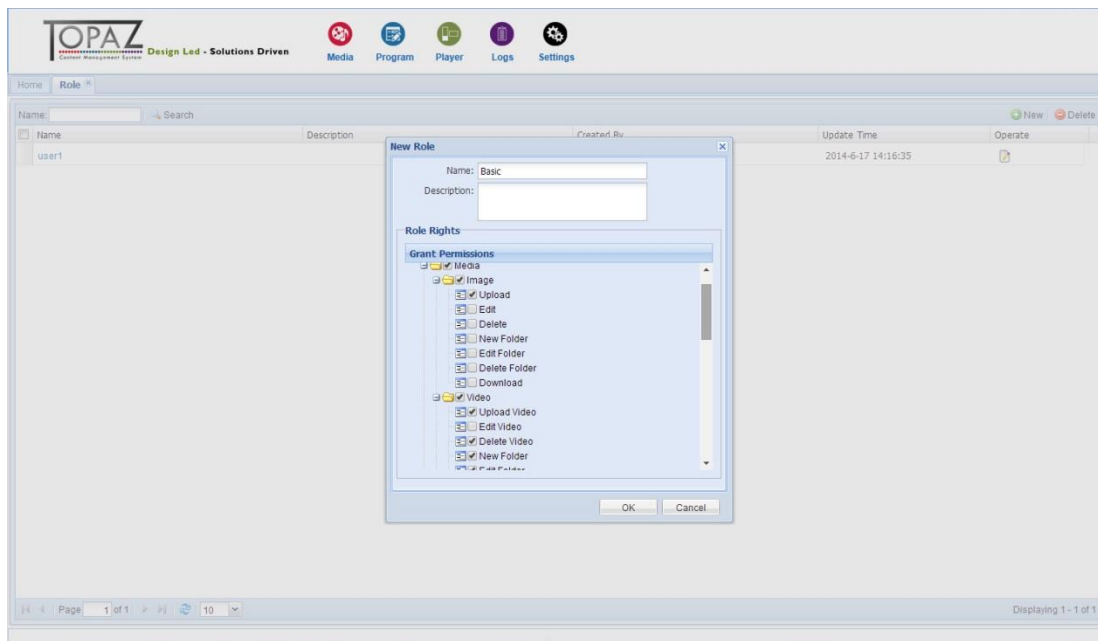 TOPAZ
Content Management System
Design Led - Solutions Driven
Media Program Player Logs Settings
Home Role
Name: Search New Delete
Name Description Created By Update Time Operate
user1 2014-6-17 14:16:35
New Role
Name: Basic
Description:
Role Rights
Grant Permissions
Media
Image
Upload
Edit
Delete
New Folder
Edit Folder
Delete Folder
Download
Video
Upload Video
Edit Video
Delete Video
New Folder
Edit Folder
OK Cancel
Page 1 of 1 10 Displaying 1 - 1 of 1